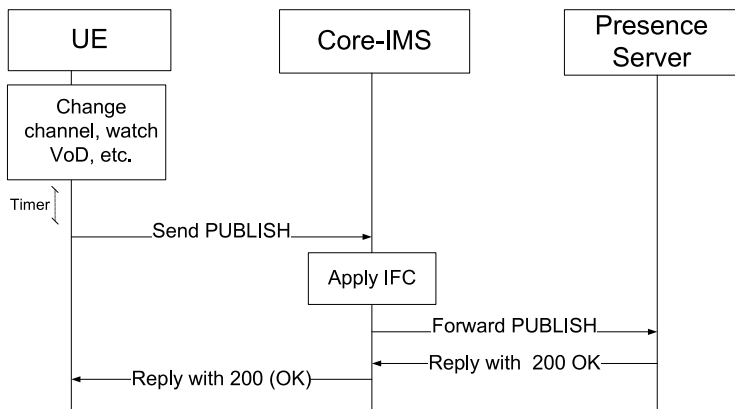 UE
Core-IMS
Presence
Server
Change
channel, watch
VoD, etc.
Timer
Send PUBLISH
Apply IFC
Forward PUBLISH
Reply with 200 OK
Reply with 200 (OK)